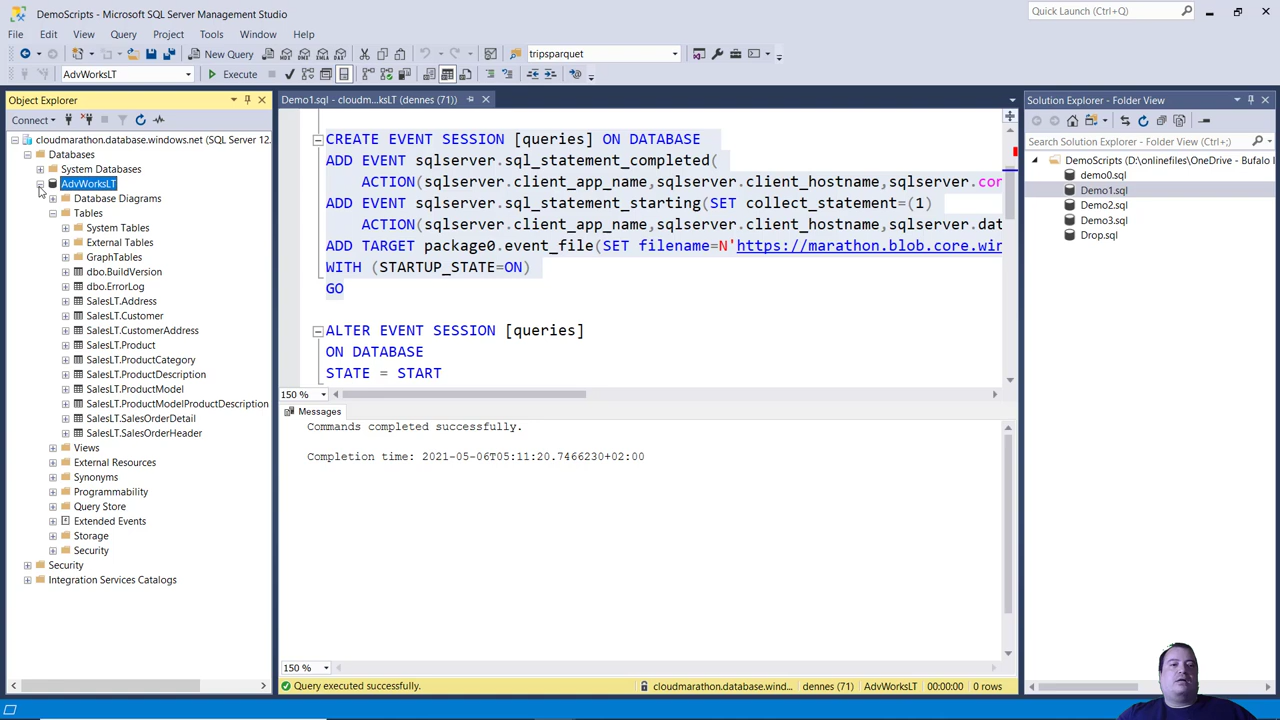 DemoScripts - Microsoft SQL Server Management Studio
Quick Launch (Ctrl+Q)
File Edit View Query Project Tools Window Help
New Query
tripsparquet
AdvWorksLT
Execute
Object Explorer
Connect
cloudmarathon.database.windows.net (SQL Server 12.
Databases
System Databases
AdvWorksLT
Database Diagrams
Tables
System Tables
External Tables
GraphTables
dbo.BuildVersion
dbo.ErrorLog
SalesLT.Address
SalesLT.Customer
SalesLT.CustomerAddress
SalesLT.Product
SalesLT.ProductCategory
SalesLT.ProductDescription
SalesLT.ProductModel
SalesLT.ProductModelProductDescription
SalesLT.SalesOrderDetail
SalesLT.SalesOrderHeader
Views
External Resources
Synonyms
Programmability
Query Store
Extended Events
Storage
Security
Security
Integration Services Catalogs
Demo1.sql - cloudm...ksLT (dennes (71))
CREATE EVENT SESSION [queries] ON DATABASE
ADD EVENT sqlserver.sql_statement_completed(
ACTION(sqlserver.client_app_name,sqlserver.client_hostname,sqlserver.con
ADD EVENT sqlserver.sql_statement_starting(SET collect_statement=(1)
ACTION(sqlserver.client_app_name,sqlserver.client_hostname,sqlserver.dat
ADD TARGET package0.event_file(SET filename=N'https://marathon.blob.core.wir
WITH (STARTUP_STATE=ON)
GO
ALTER EVENT SESSION [queries]
ON DATABASE
STATE = START
150 %
Messages
Commands completed successfully.
Completion time: 2021-05-06T05:11:20.7466230+02:00
150 %
Query executed successfully.
cloudmarathon.database.wind... dennes (71) AdvWorksLT 00:00:00 0 rows
Solution Explorer - Folder View
Search Solution Explorer - Folder View (Ctrl+;)
DemoScripts (D:\onlinefiles\OneDrive - Bufalo I
demo0.sql
Demo1.sql
Demo2.sql
Demo3.sql
Drop.sql